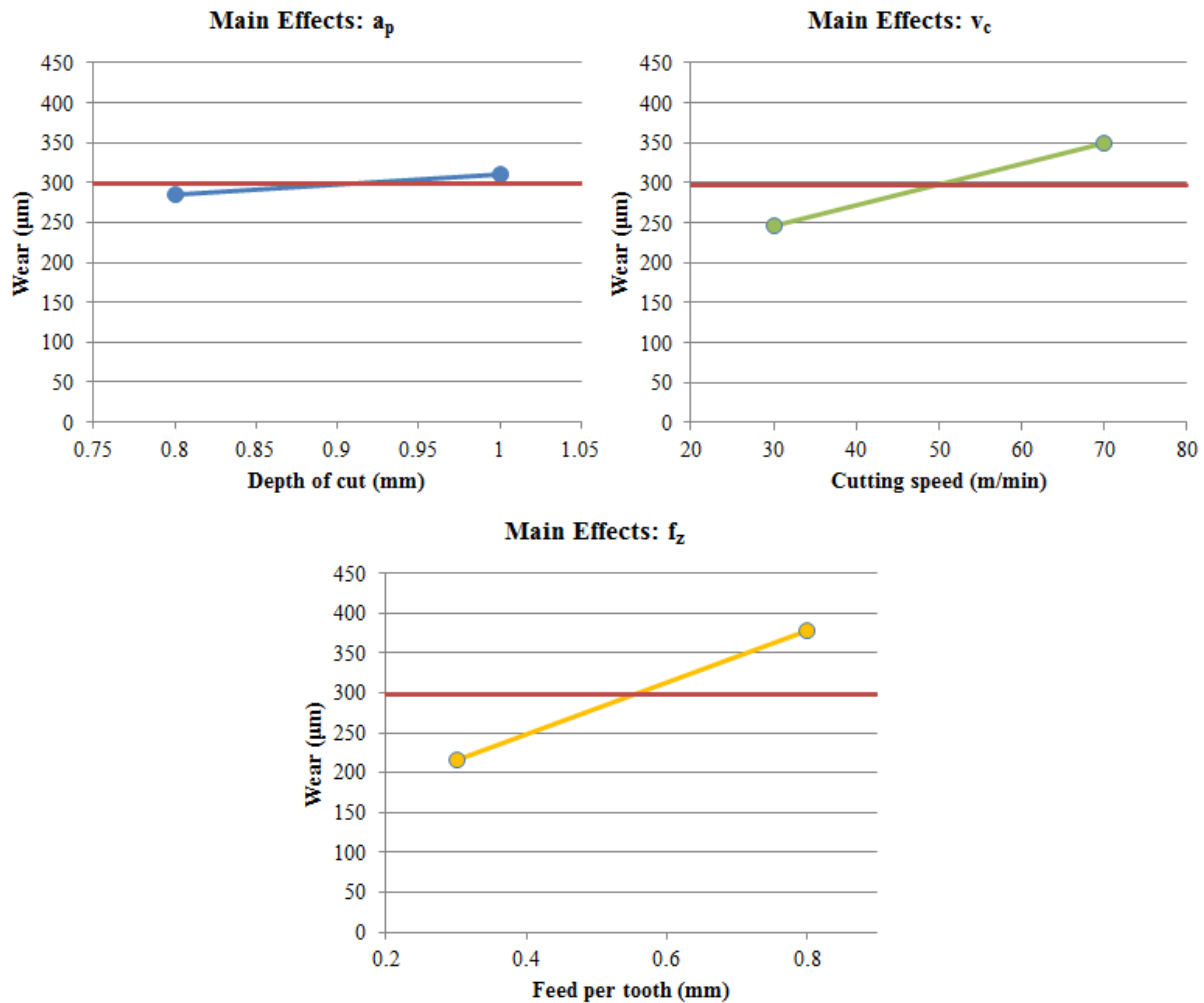 Main Effects: aₚ
450
400
350
300
250
200
150
100
50
0
Wear (µm)
0.75 0.8 0.85 0.9 0.95 1 1.05
Depth of cut (mm)
Main Effects: v_c
450
400
350
300
250
200
150
100
50
0
Wear (µm)
20 30 40 50 60 70 80
Cutting speed (m/min)
Main Effects: f_z
450
400
350
300
250
200
150
100
50
0
Wear (µm)
0.2 0.4 0.6 0.8
Feed per tooth (mm)